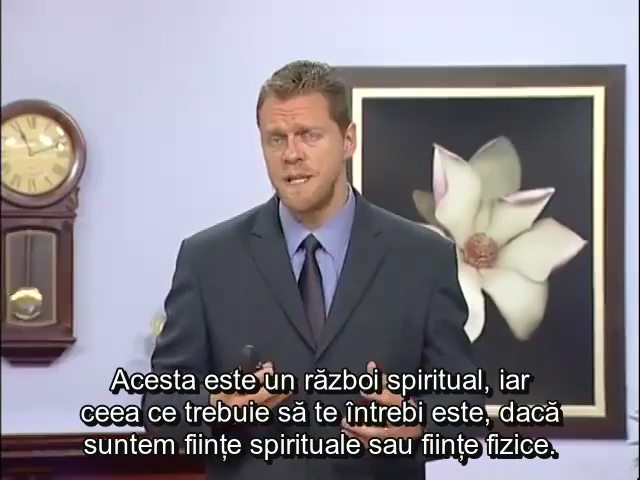 Acesta este un război spiritual, iar
ceea ce trebuie să te întrebi este, dacă
suntem ființe spirituale sau ființe fizice.